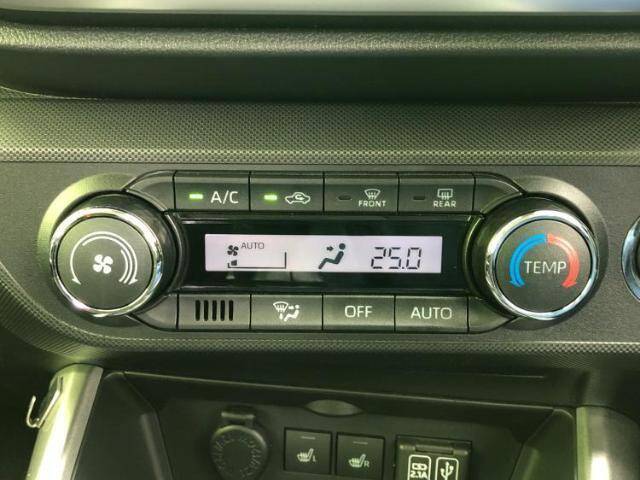 A/C
FRONT
REAR
AUTO
25.0
TEMP
OFF
AUTO
L
R
2.1A